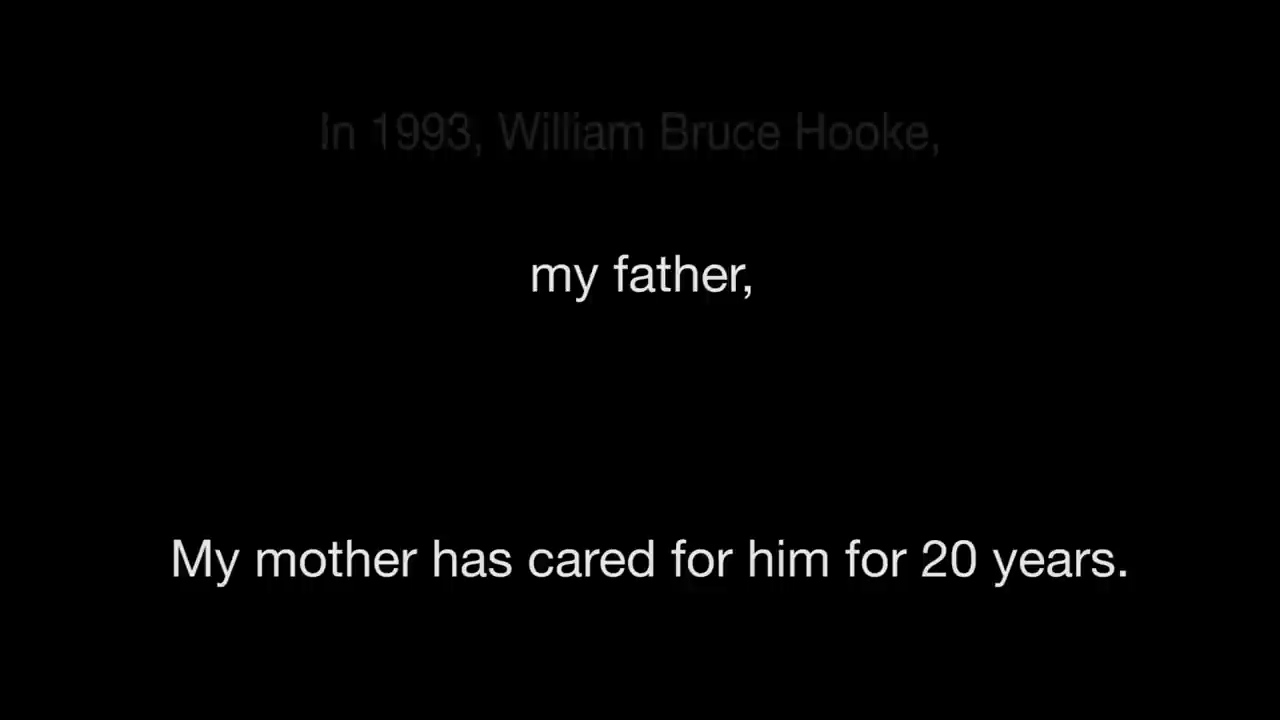 In 1993, William Bruce Hooke,
my father,
My mother has cared for him for 20 years.